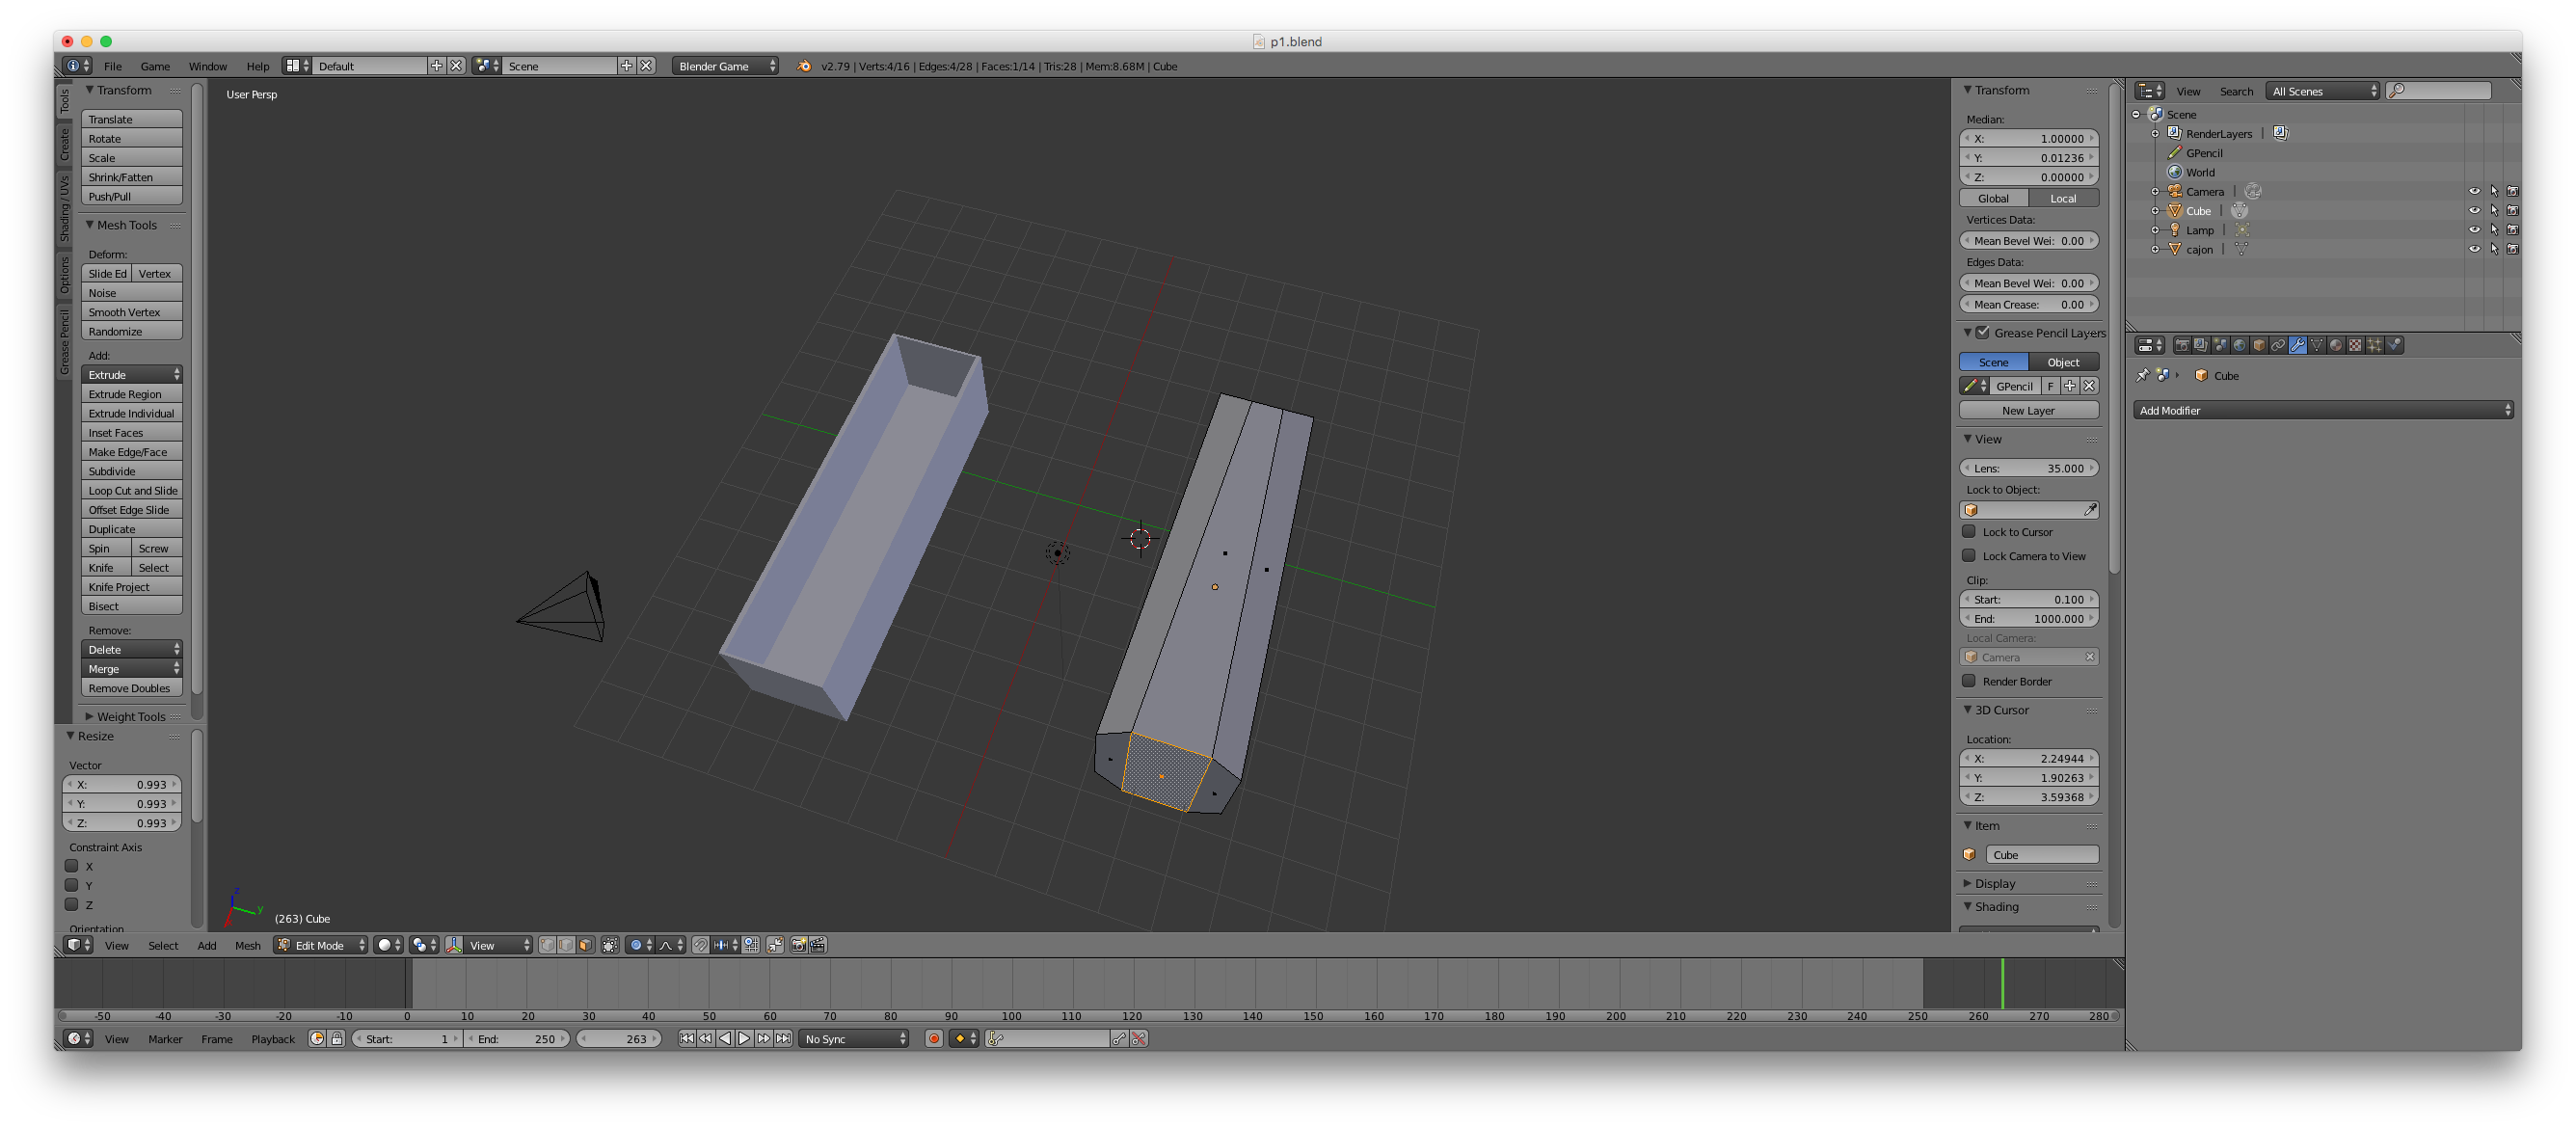 p1.blend
File Game Window Help Default Scene Blender Game v2.79 | Verts:4/16 | Edges:4/28 | Faces:1/14 | Tris:28 | Mem:8.68M | Cube
Tools
Create
Shading / UVs
Options
Grease Pencil
Transform
Translate
Rotate
Scale
Shrink/Fatten
Push/Pull
Mesh Tools
Deform:
Slide Ed Vertex
Noise
Smooth Vertex
Randomize
Add:
Extrude
Extrude Region
Extrude Individual
Inset Faces
Make Edge/Face
Subdivide
Loop Cut and Slide
Offset Edge Slide
Duplicate
Spin Screw
Knife Select
Knife Project
Bisect
Remove:
Delete
Merge
Remove Doubles
Weight Tools
Resize
Vector
X: 0.993
Y: 0.993
Z: 0.993
Constraint Axis
X
Y
Z
Orientation
User Persp
z
y
(263) Cube
Transform
Median:
X: 1.00000
Y: 0.01236
Z: 0.00000
Global Local
Vertices Data:
Mean Bevel Wei: 0.00
Edges Data:
Mean Bevel Wei: 0.00
Mean Crease: 0.00
Grease Pencil Layers
Scene Object
GPencil F
New Layer
View
Lens: 35.000
Lock to Object:
Lock to Cursor
Lock Camera to View
Clip:
Start: 0.100
End: 1000.000
Local Camera:
Camera
Render Border
3D Cursor
Location:
X: 2.24944
Y: 1.90263
Z: 3.59368
Item
Cube
Display
Shading
View Search All Scenes
Scene
RenderLayers |
GPencil
World
Camera |
Cube |
Lamp |
cajon |
Cube
Add Modifier
View Select Add Mesh Edit Mode View
-50 -40 -30 -20 -10 0 10 20 30 40 50 60 70 80 90 100 110 120 130 140 150 160 170 180 190 200 210 220 230 240 250 260 270 280
View Marker Frame Playback Start: 1 End: 250 263 No Sync